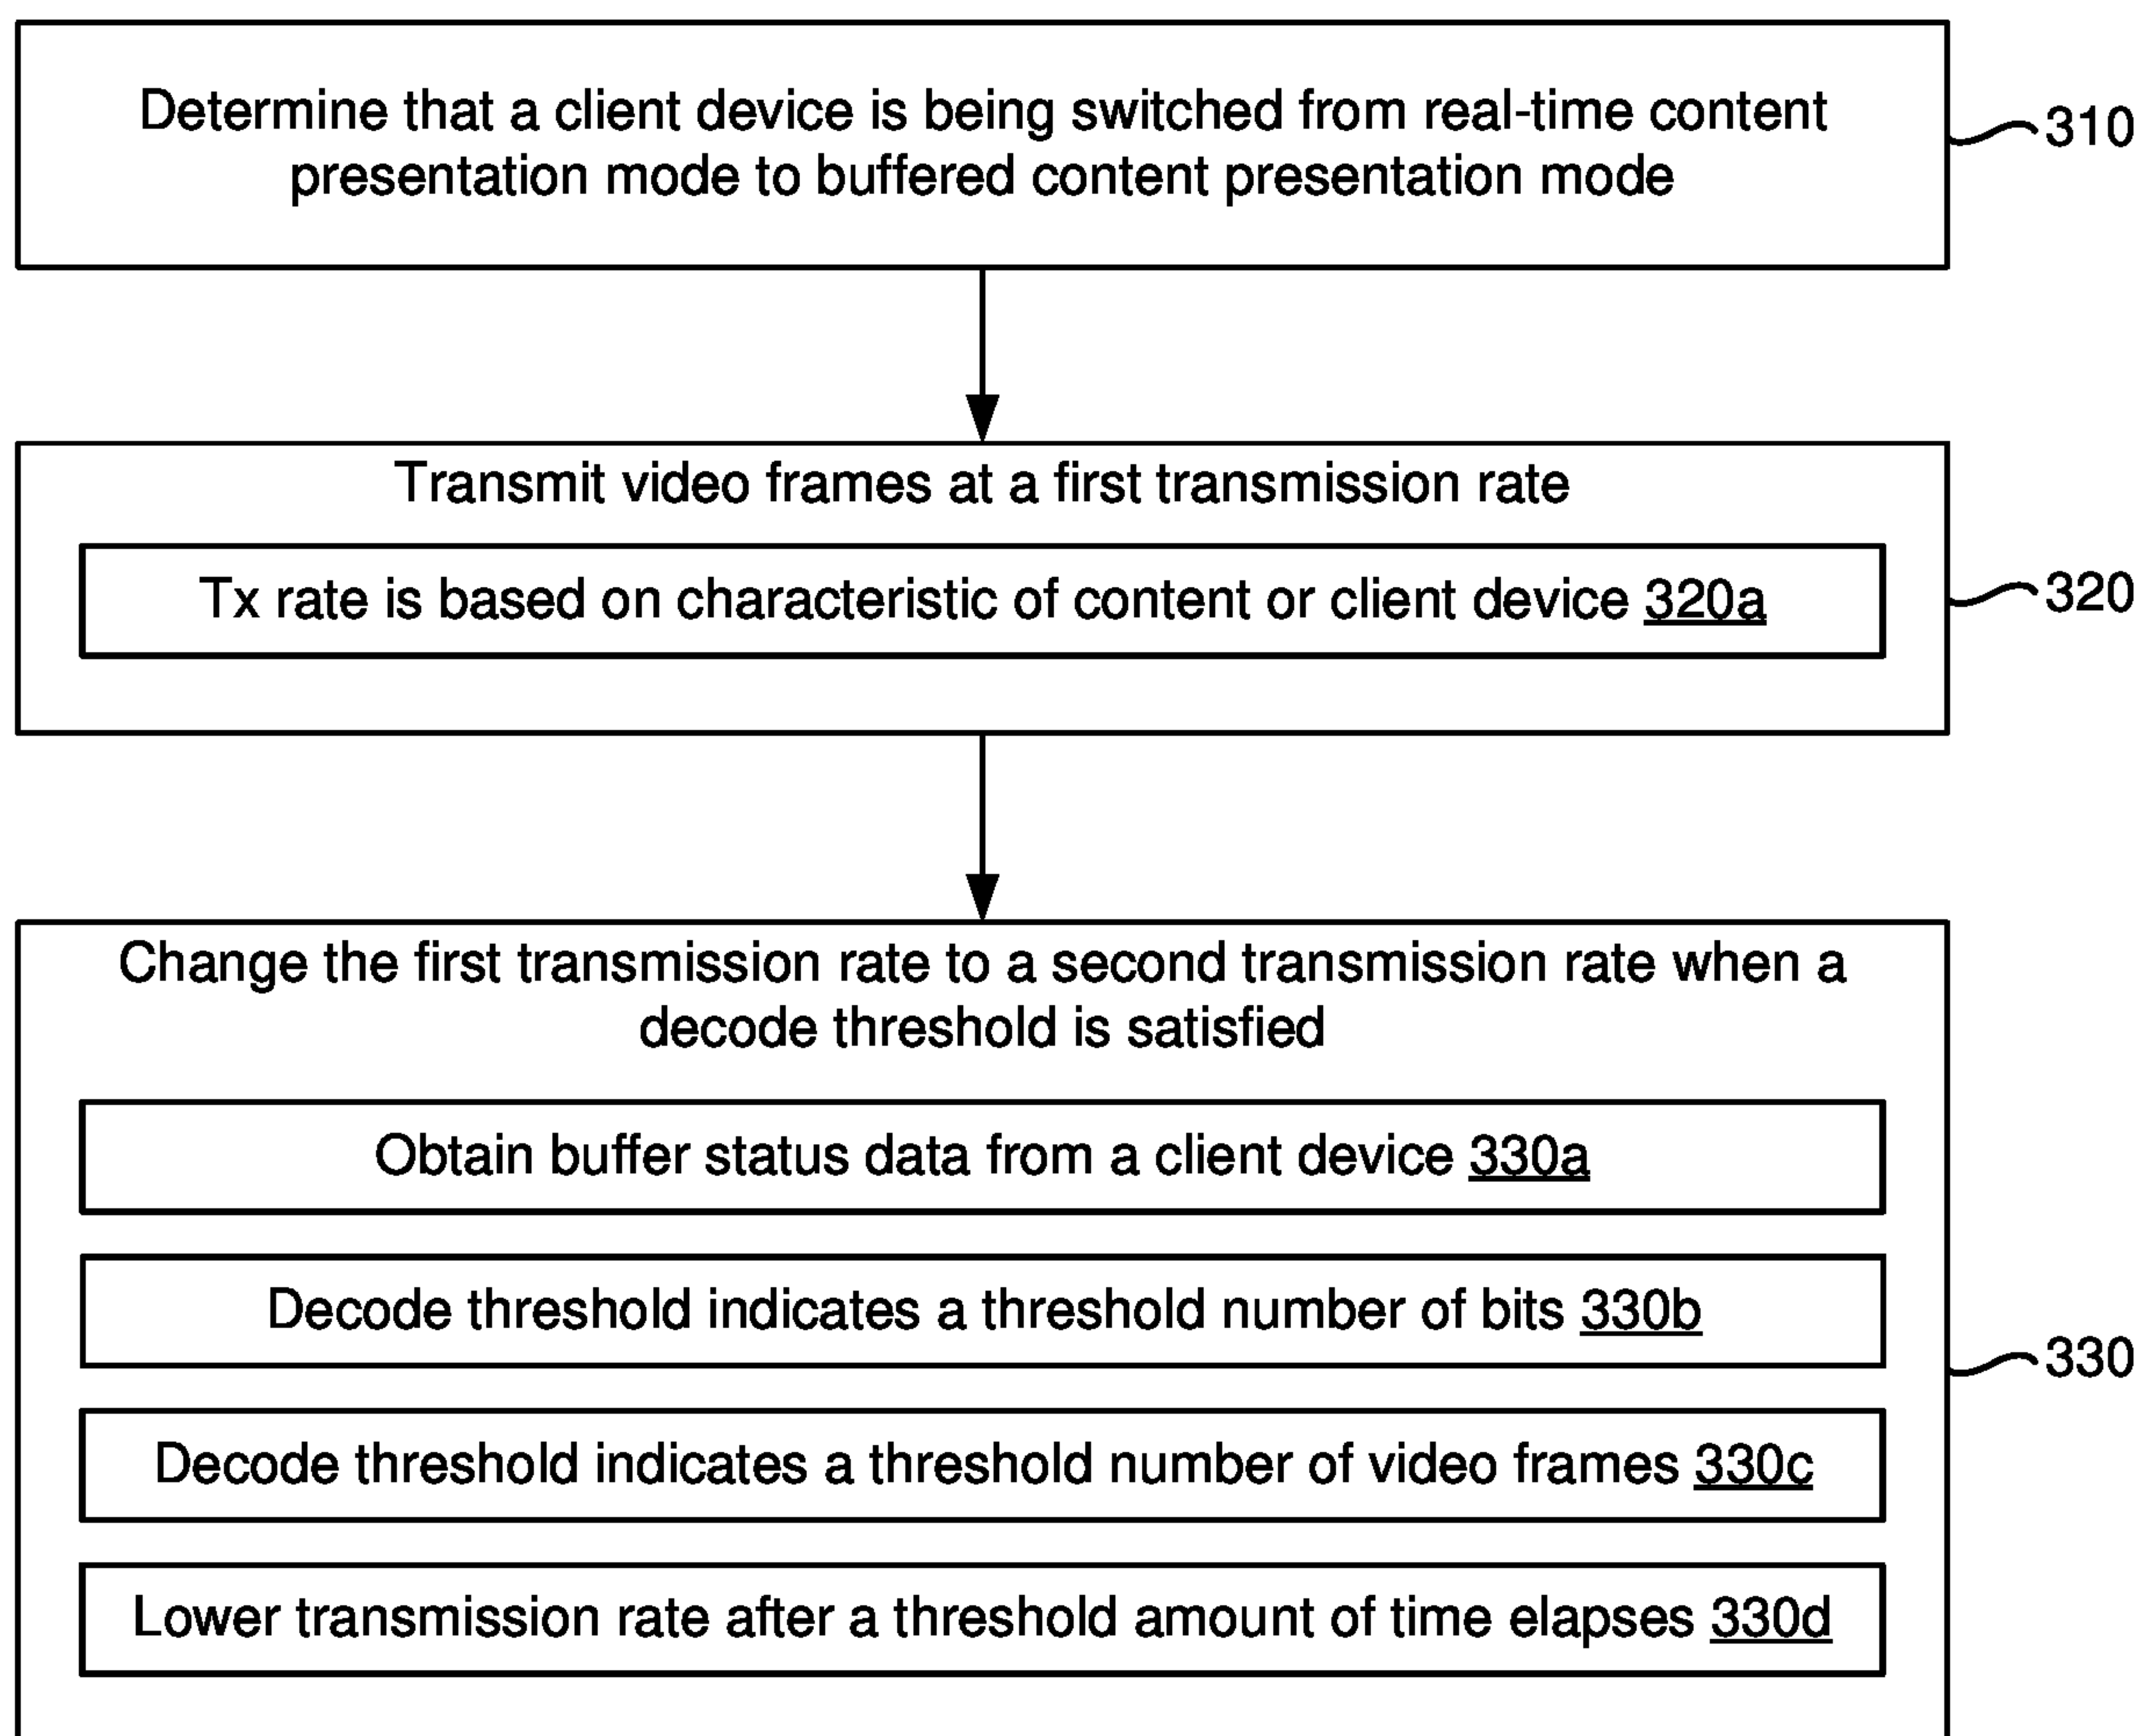 Determine that a client device is being switched from real-time content
presentation mode to buffered content presentation mode
310
Transmit video frames at a first transmission rate
Tx rate is based on characteristic of content or client device 320a
320
Change the first transmission rate to a second transmission rate when a
decode threshold is satisfied
Obtain buffer status data from a client device 330a
Decode threshold indicates a threshold number of bits 330b
330
Decode threshold indicates a threshold number of video frames 330c
Lower transmission rate after a threshold amount of time elapses 330d